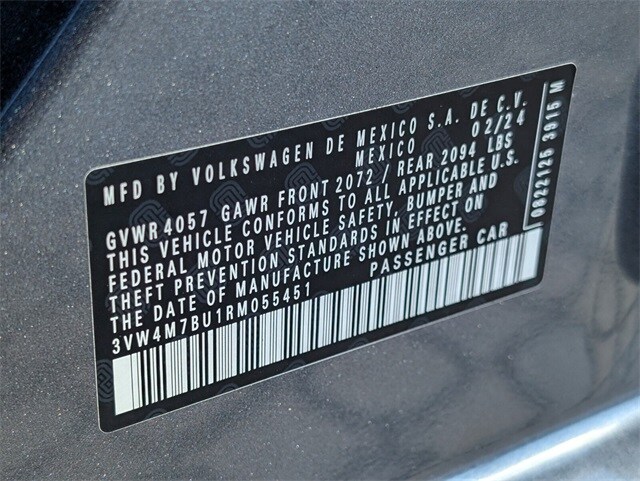 MFD BY VOLKSWAGEN DE MEXICO S.A. DE C.V.
MEXICO 02/24
GVWR 4057 GAWR FRONT 2072 / REAR 2094 LBS
THIS VEHICLE CONFORMS TO ALL APPLICABLE U.S.
FEDERAL MOTOR VEHICLE SAFETY, BUMPER AND
THEFT PREVENTION STANDARDS IN EFFECT ON
THE DATE OF MANUFACTURE SHOWN ABOVE.
3VW4M7BU1RM055451 PASSENGER CAR
0822125 3915 M